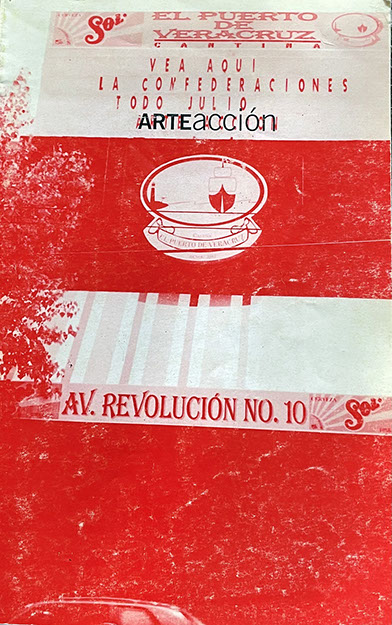 Sol
EL PUERTO
DE
VERACRUZ
CANTINA
VEA AQUI
LA CONFEDERACIONES
TODO JULIO
ARTEacción
EL PUERTO DE VERACRUZ
AV. REVOLUCIÓN NO. 10
CERVEZA
Sol